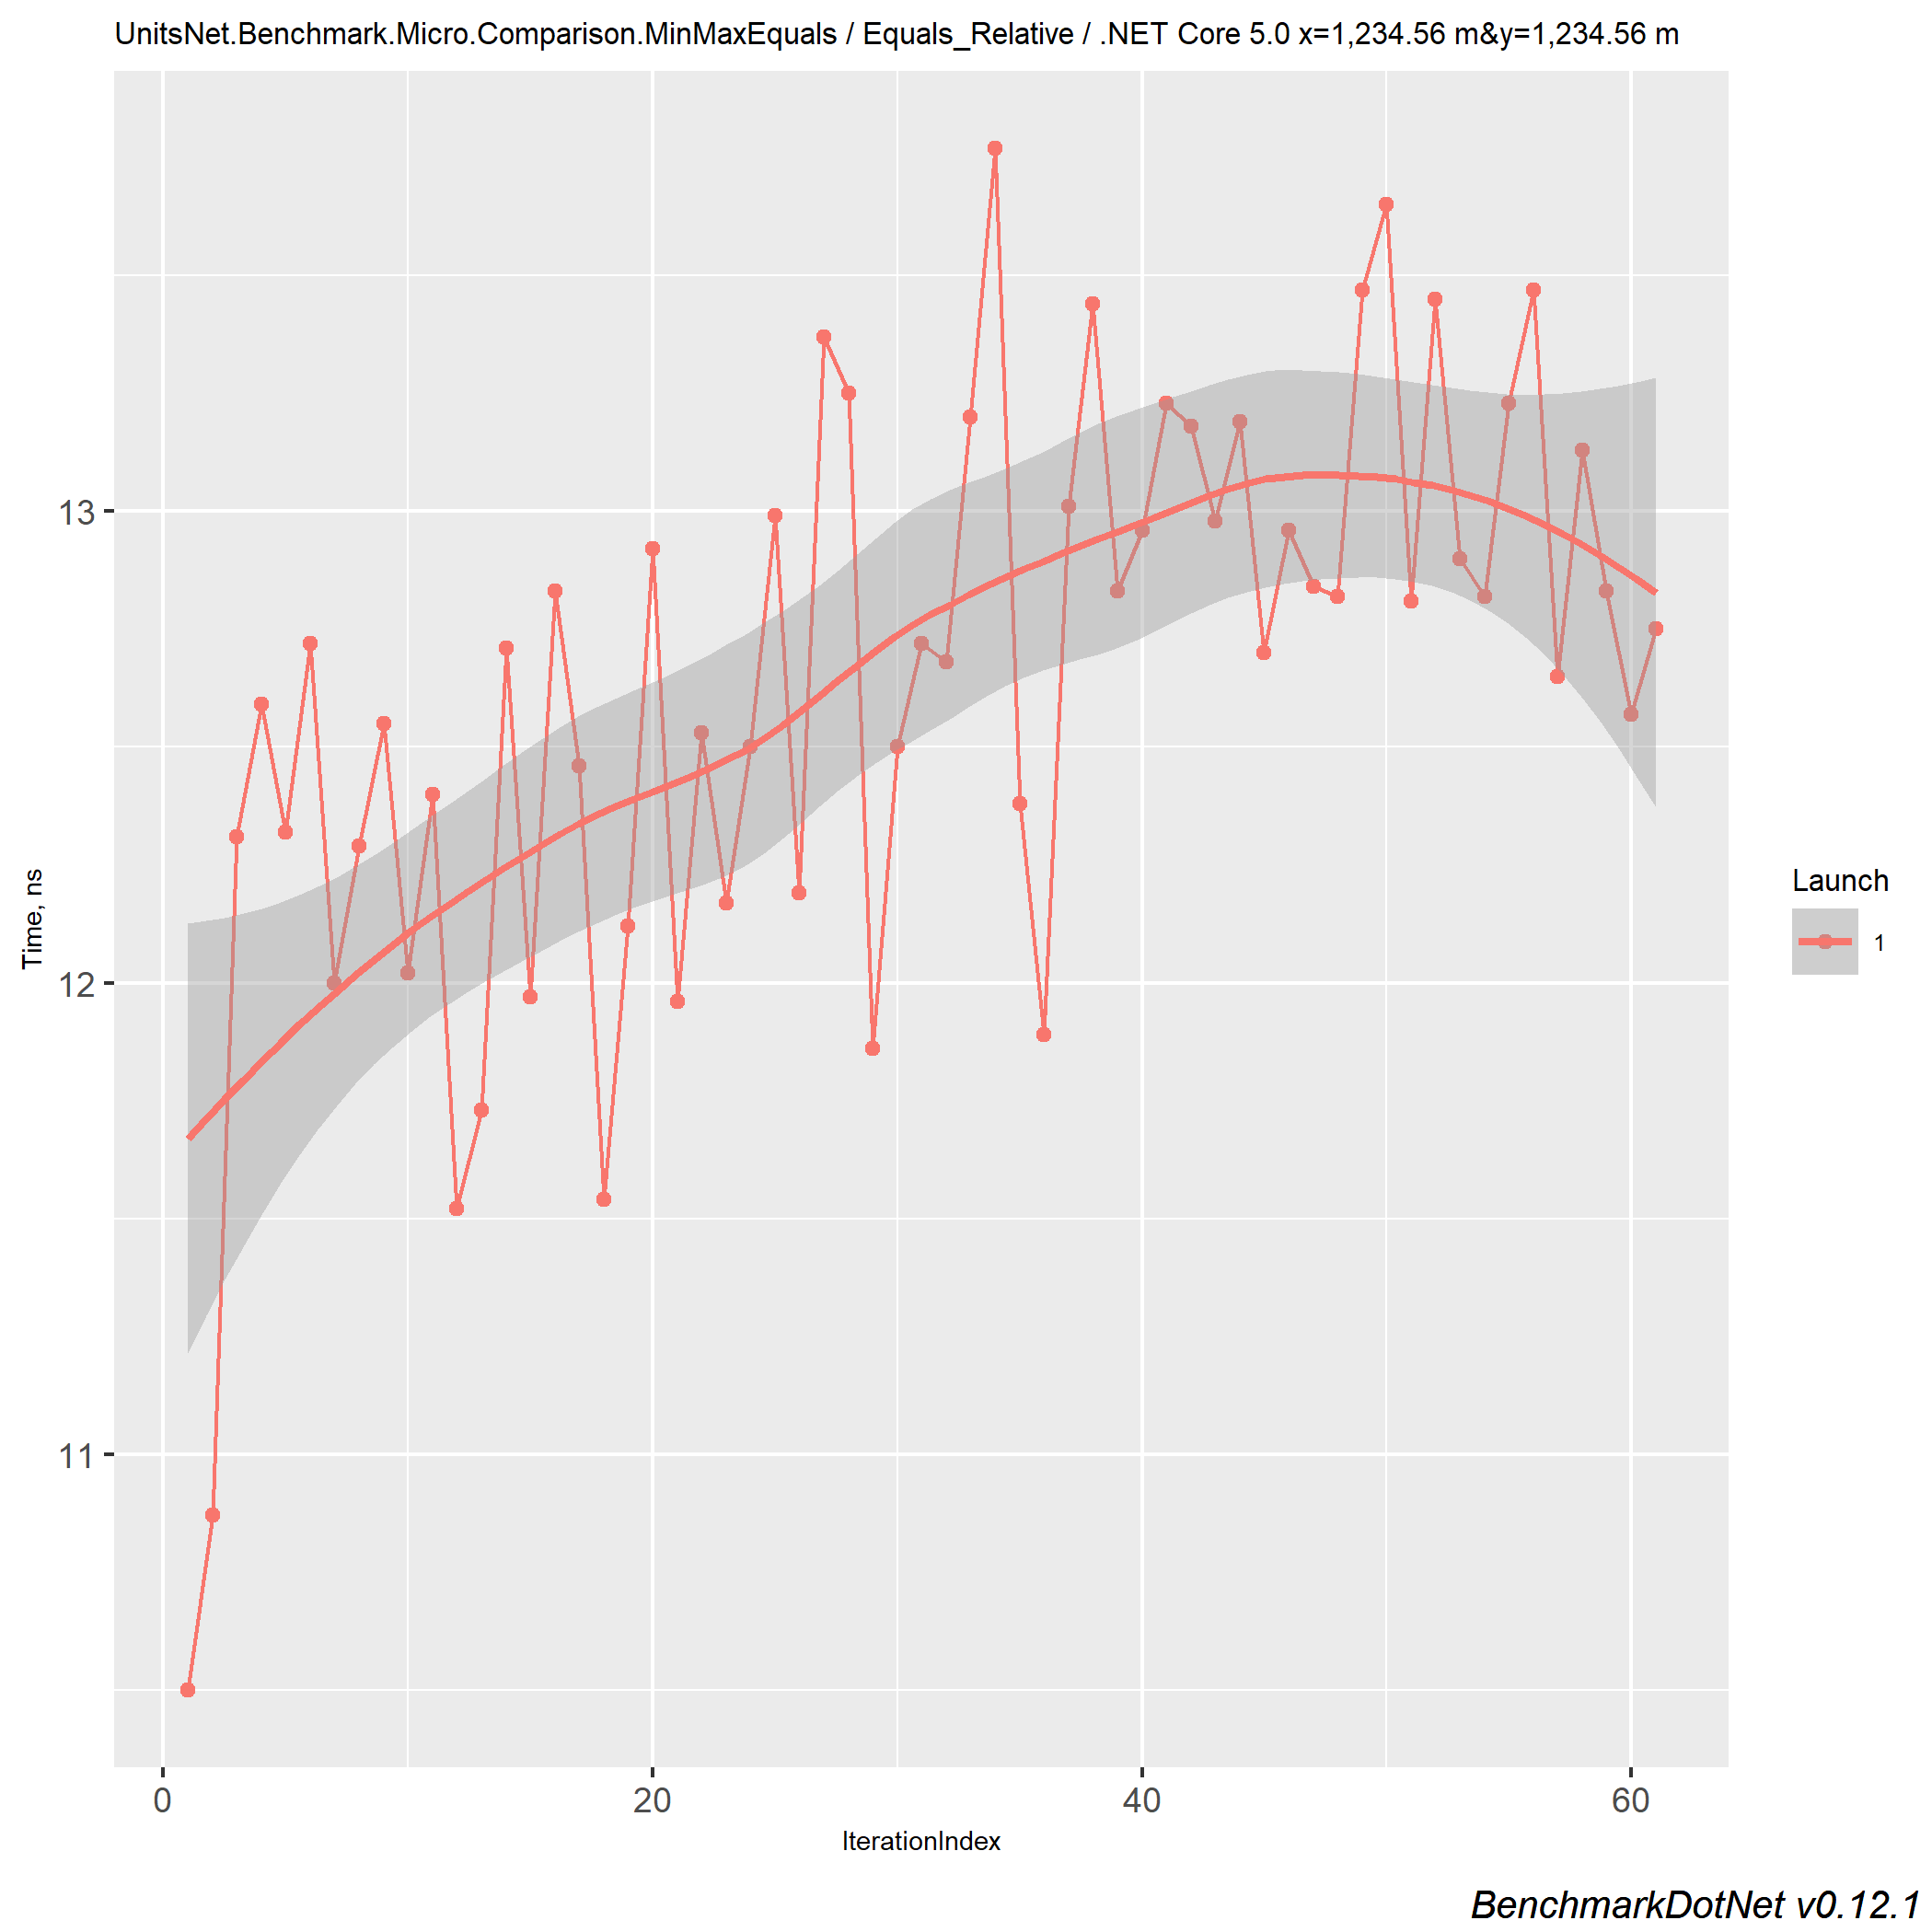 UnitsNet.Benchmark.Micro.Comparison.MinMaxEquals / Equals_Relative / .NET Core 5.0 x=1,234.56 m&y=1,234.56 m
13
12
11
Time, ns
0 20 40 60
IterationIndex
Launch
1
BenchmarkDotNet v0.12.1